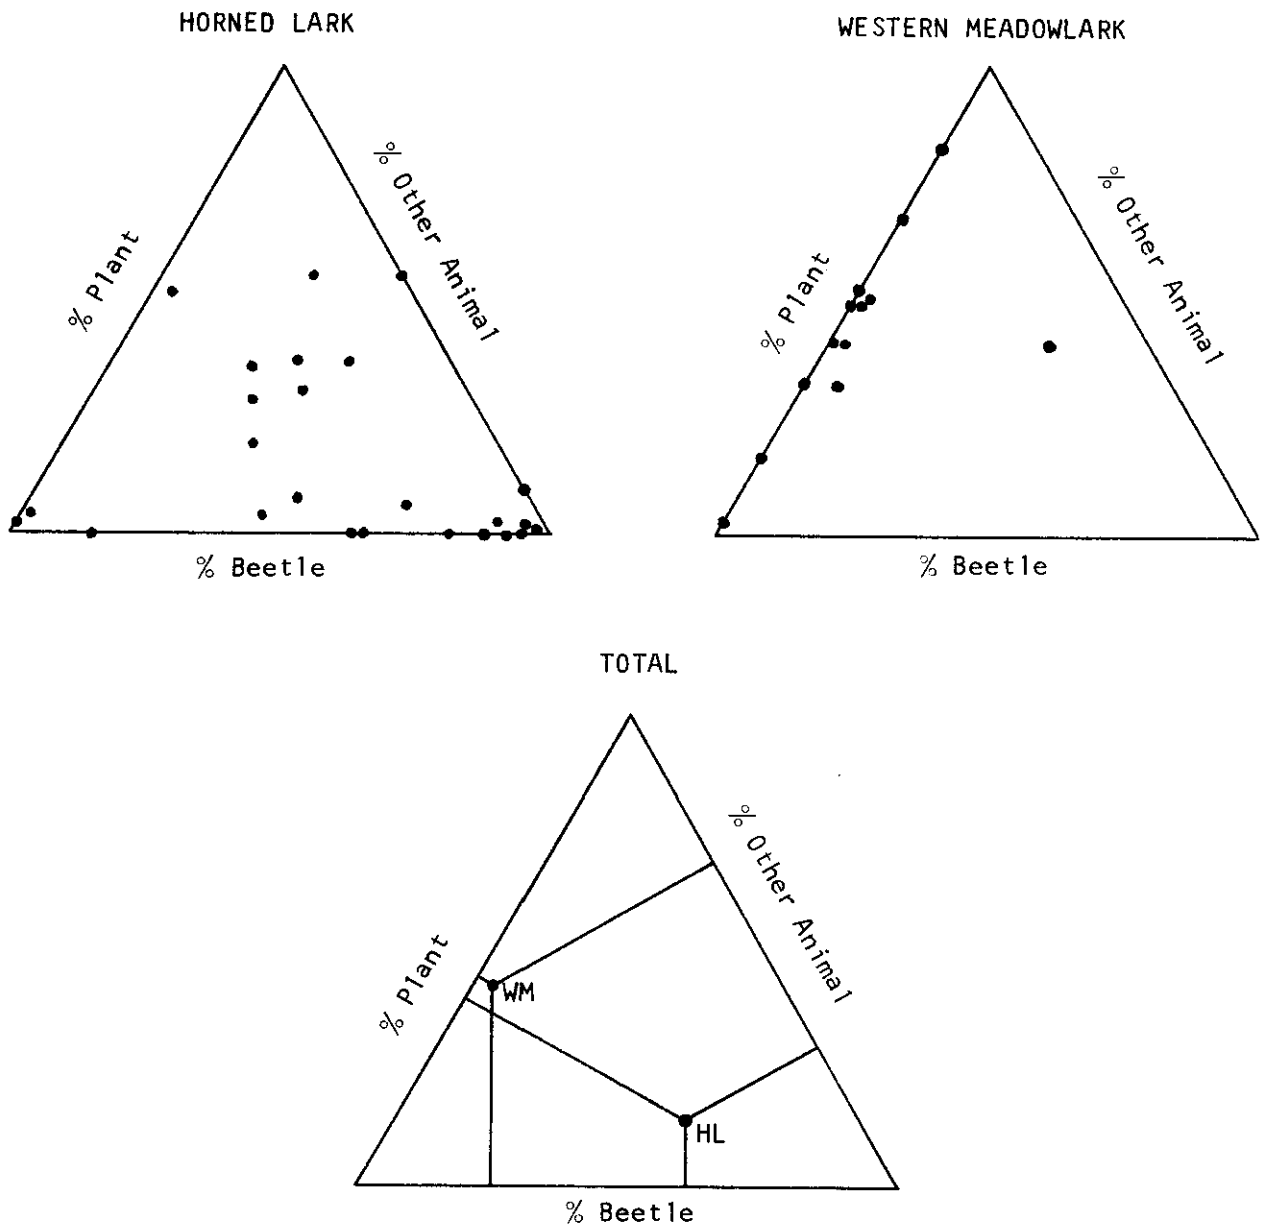 HORNED LARK
WESTERN MEADOWLARK
% Plant
% Other Animal
% Beetle
% Plant
% Other Animal
% Beetle
TOTAL
% Plant
% Other Animal
WM
HL
% Beetle